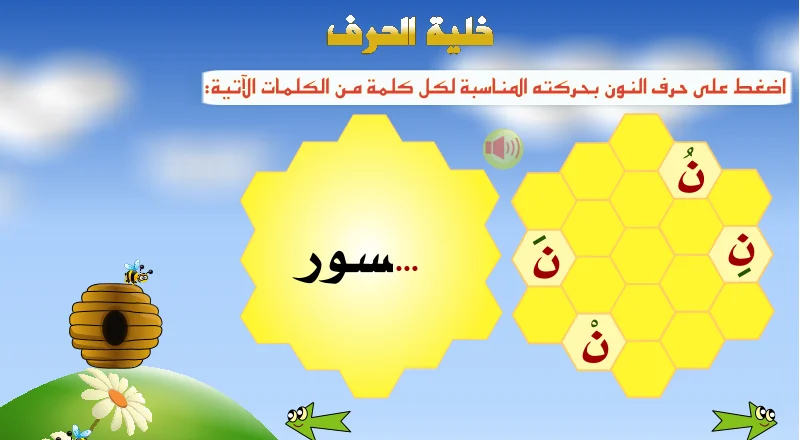 خلية الحرف
اضغط على حرف النون بحركته المناسبة لكل كلمة من الكلمات الآتية:
نُ
نِ
نَ
نْ
...سور